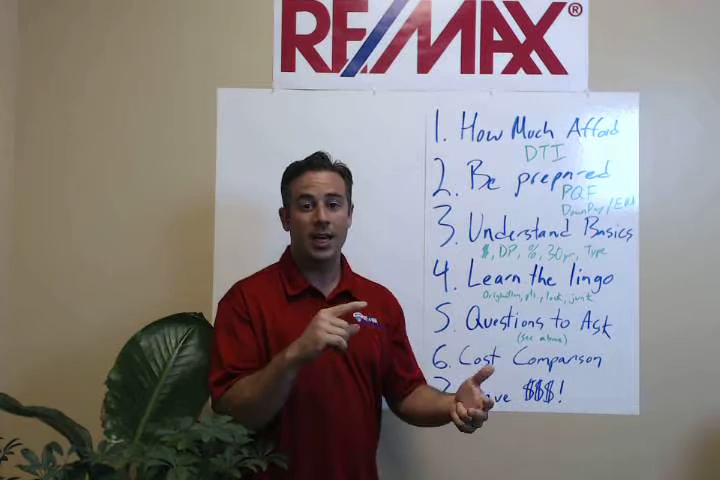 RE/MAX®
1. How Much Afford
DTI
2. Be prepared
PQF
DownPay/EM
3. Understand Basics
$, DP, %, 30yr, Type
4. Learn the lingo
Origination, pts, lock, junk
5. Questions to Ask
(see above)
6. Cost Comparison
$$$!